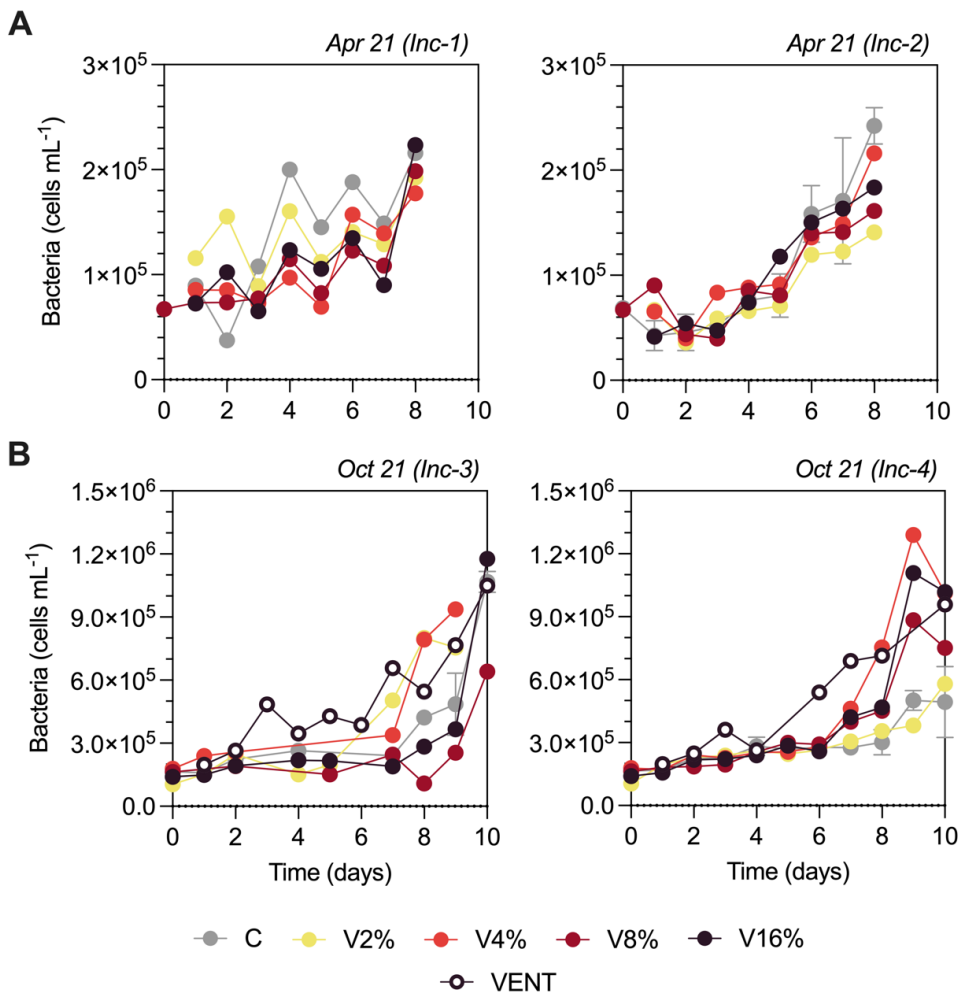 A
Apr 21 (Inc-1)
Apr 21 (Inc-2)
Bacteria (cells mL⁻¹)
3×10⁵
2×10⁵
1×10⁵
0
0 2 4 6 8 10
3×10⁵
2×10⁵
1×10⁵
0
0 2 4 6 8 10
B
Oct 21 (Inc-3)
Oct 21 (Inc-4)
Bacteria (cells mL⁻¹)
1.5×10⁶
1.2×10⁶
9.0×10⁵
6.0×10⁵
3.0×10⁵
0.0
0 2 4 6 8 10
Time (days)
1.5×10⁶
1.2×10⁶
9.0×10⁵
6.0×10⁵
3.0×10⁵
0.0
0 2 4 6 8 10
Time (days)
C V2% V4% V8% V16%
VENT